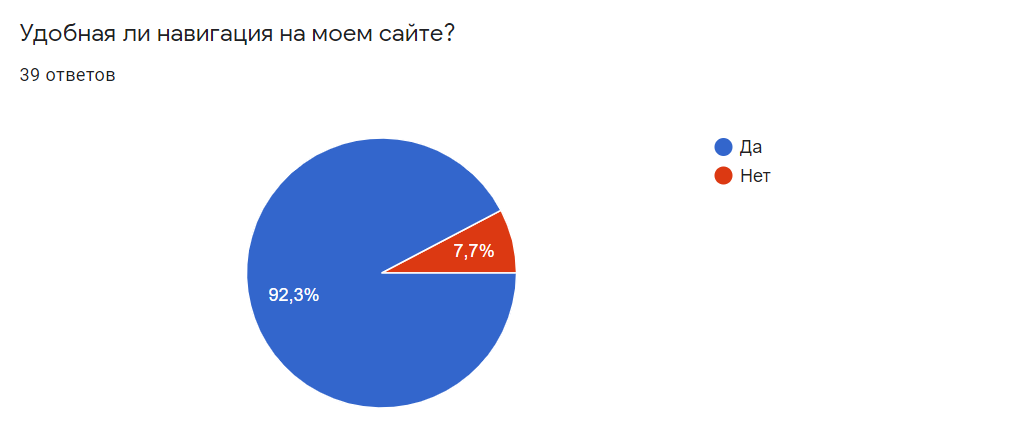 Удобная ли навигация на моем сайте?
39 ответов
Да
Нет
7,7%
92,3%